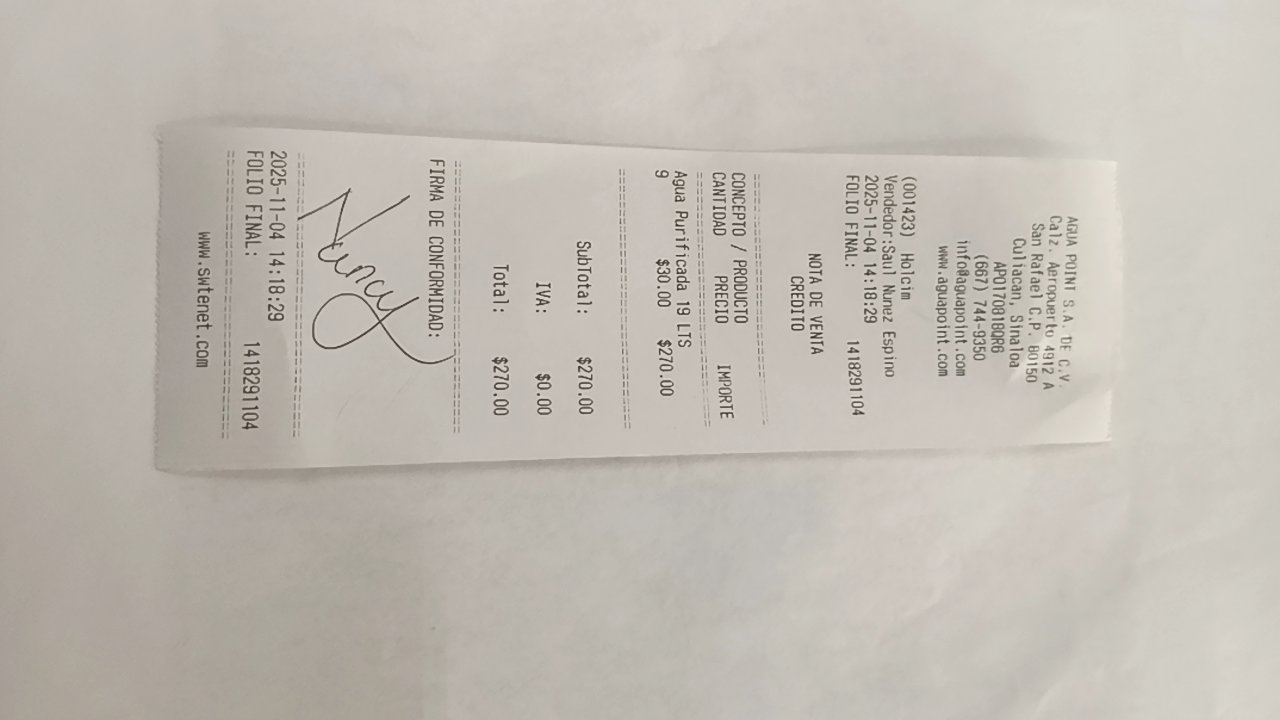 AGUA POINT S.A. DE C.V.
Calz. Aeropuerto 4912 A
San Rafael C.P. 80150
Culiacan, Sinaloa
APO170818QR6
(667) 744-9350
info@aguapoint.com
www.aguapoint.com
(001423) Holcim
Vendedor:Saul Nunez Espino
2025-11-04 14:18:29
FOLIO FINAL: 1418291104
NOTA DE VENTA
CREDITO
CONCEPTO / PRODUCTO
CANTIDAD PRECIO IMPORTE
Agua Purificada 19 LTS
9 $30.00 $270.00
SubTotal: $270.00
IVA: $0.00
Total: $270.00
FIRMA DE CONFORMIDAD:
Nancy
2025-11-04 14:18:29
FOLIO FINAL: 1418291104
www.swtenet.com